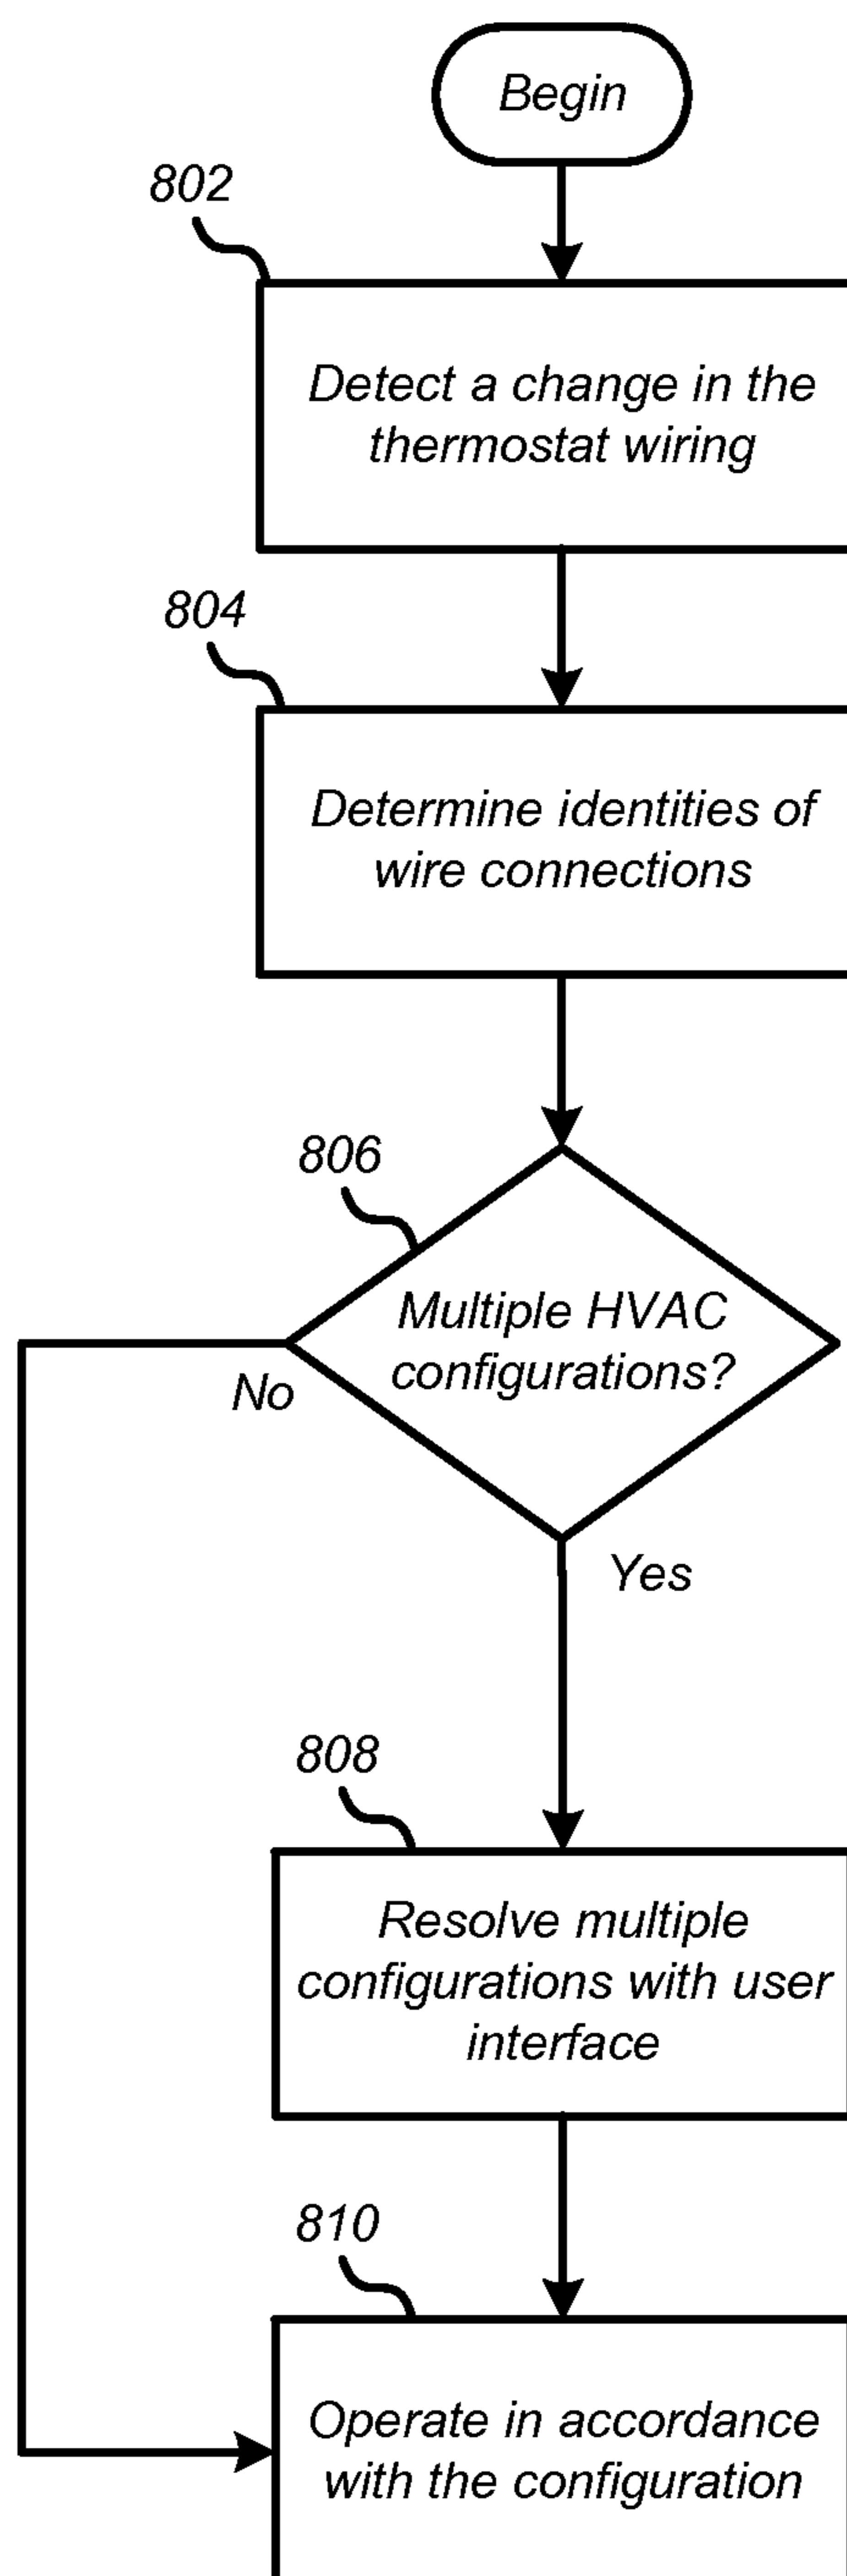 Begin
802
Detect a change in the
thermostat wiring
804
Determine identities of
wire connections
806
Multiple HVAC
configurations?
No
Yes
808
Resolve multiple
configurations with user
interface
810
Operate in accordance
with the configuration